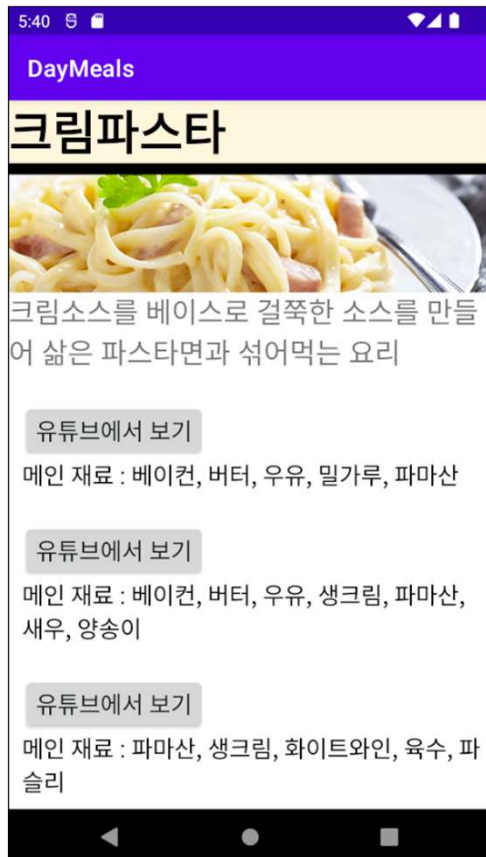 5:40
DayMeals
크림파스타
크림소스를 베이스로 걸쭉한 소스를 만들
어 삶은 파스타면과 섞어먹는 요리
유튜브에서 보기
메인 재료 : 베이컨, 버터, 우유, 밀가루, 파마산
유튜브에서 보기
메인 재료 : 베이컨, 버터, 우유, 생크림, 파마산,
새우, 양송이
유튜브에서 보기
메인 재료 : 파마산, 생크림, 화이트와인, 육수, 파
슬리